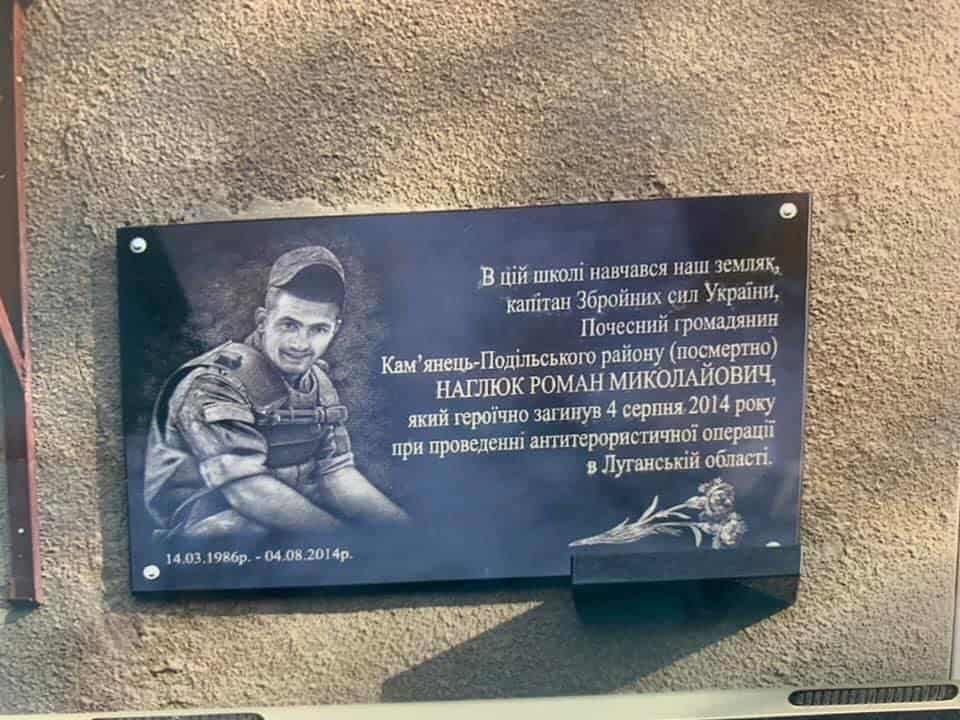 В цій школі навчався наш земляк,
капітан Збройних сил України,
Почесний громадянин
Кам’янець-Подільського району (посмертно)
НАГЛЮК РОМАН МИКОЛАЙОВИЧ,
який героїчно загинув 4 серпня 2014 року
при проведенні антитерористичної операції
в Луганській області.
14.03.1986р. - 04.08.2014р.